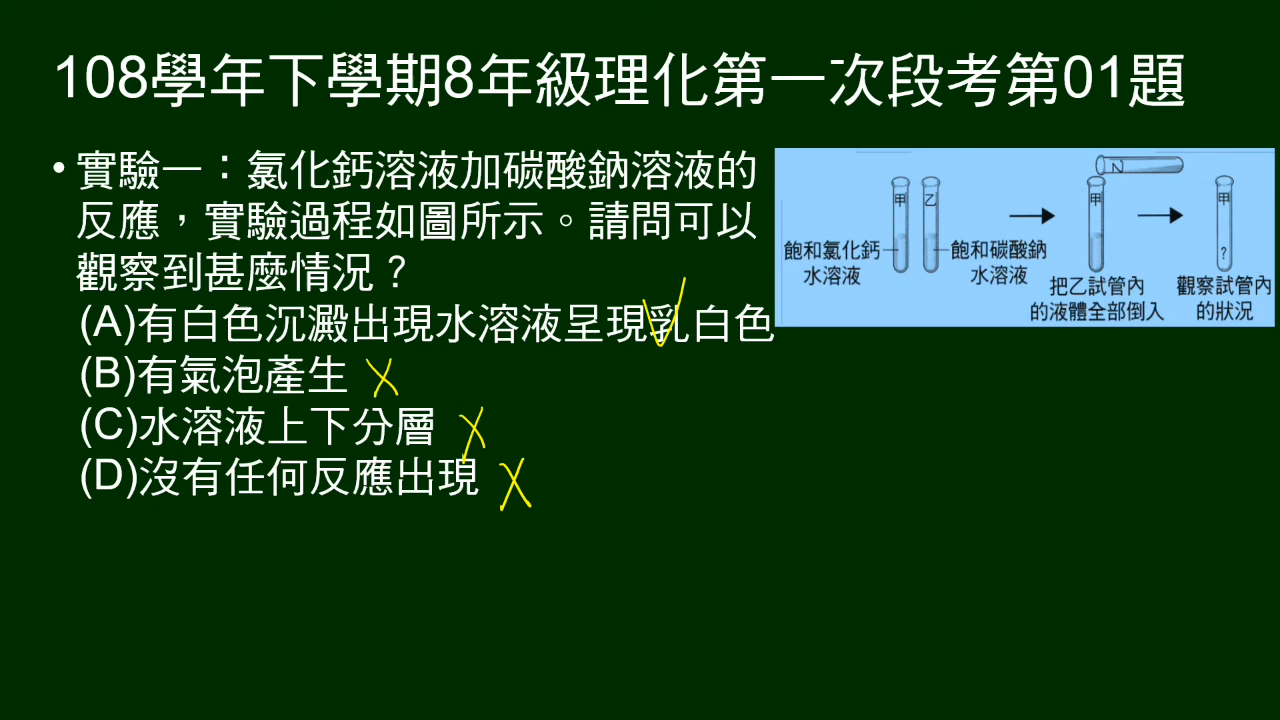 108學年下學期8年級理化第一次段考第01題
• 實驗一：氯化鈣溶液加碳酸鈉溶液的
反應，實驗過程如圖所示。請問可以
觀察到甚麼情況？
(A)有白色沉澱出現水溶液呈現乳白色
(B)有氣泡產生
(C)水溶液上下分層
(D)沒有任何反應出現
甲 乙
飽和氯化鈣
水溶液
飽和碳酸鈉
水溶液
乙
甲
把乙試管內
的液體全部倒入
甲
?
觀察試管內
的狀況